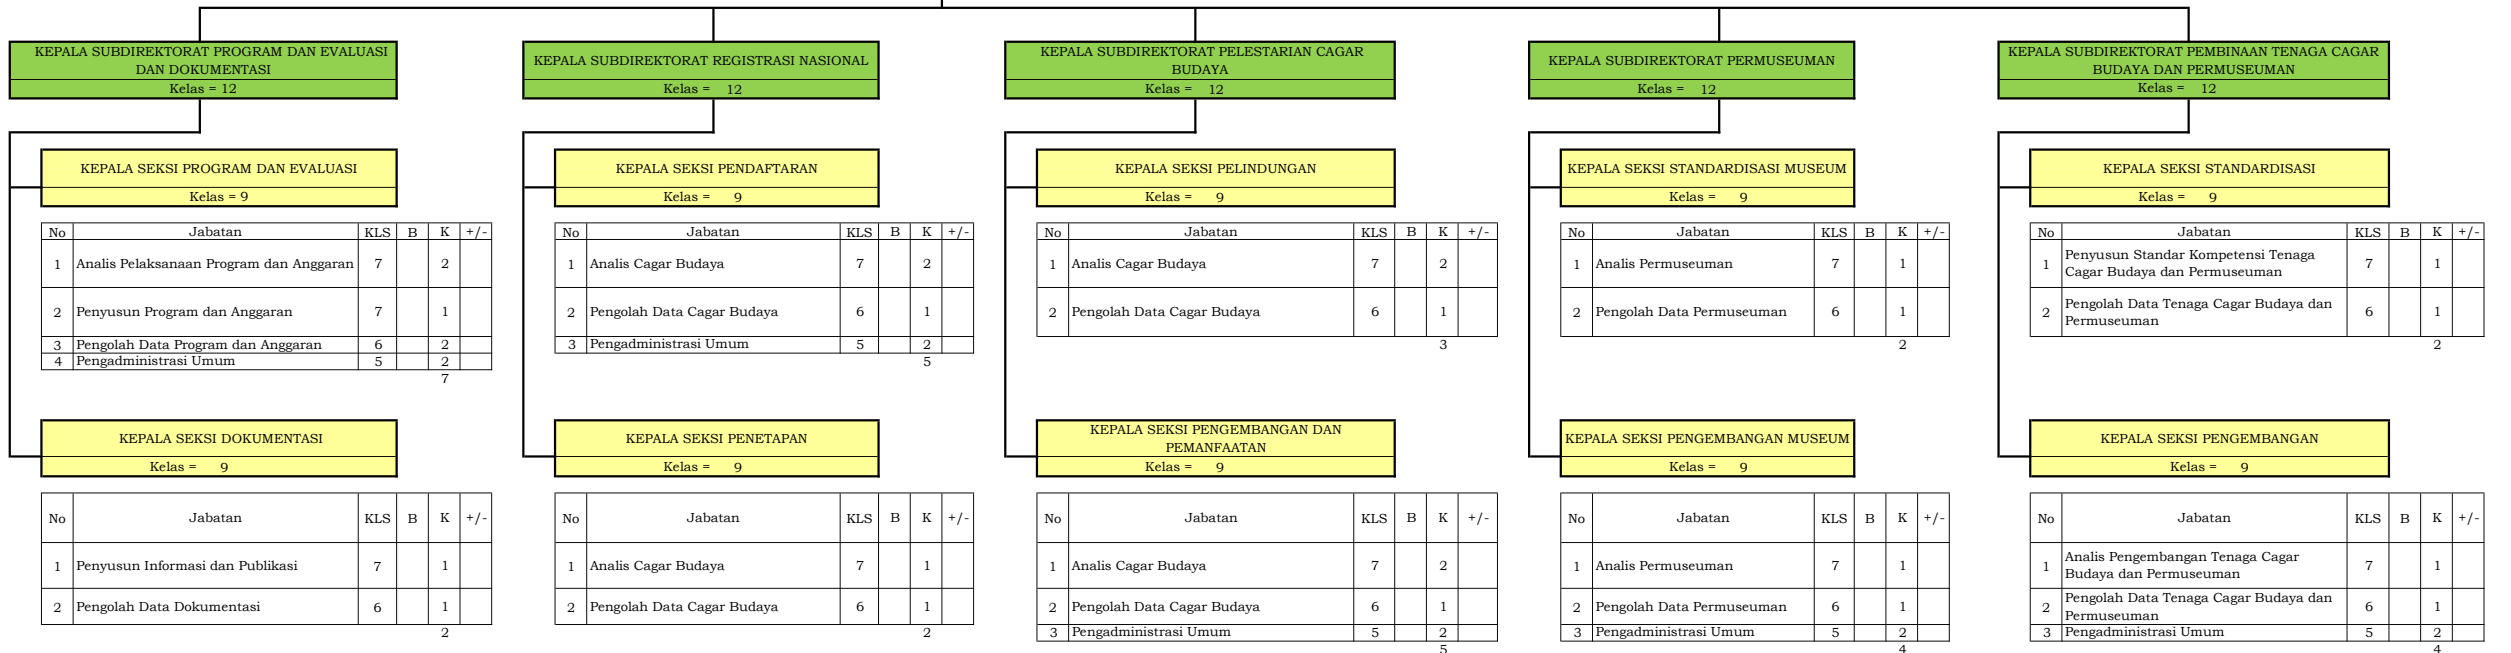 KEPALA SUBDIREKTORAT PROGRAM DAN EVALUASI
DAN DOKUMENTASI
Kelas = 12
KEPALA SUBDIREKTORAT REGISTRASI NASIONAL
Kelas = 12
KEPALA SUBDIREKTORAT PELESTARIAN CAGAR
BUDAYA
Kelas = 12
KEPALA SUBDIREKTORAT PERMUSEUMAN
Kelas = 12
KEPALA SUBDIREKTORAT PEMBINAAN TENAGA CAGAR
BUDAYA DAN PERMUSEUMAN
Kelas = 12
KEPALA SEKSI PROGRAM DAN EVALUASI
Kelas = 9
No Jabatan KLS B K +/-
1 Analis Pelaksanaan Program dan Anggaran 7 2
2 Penyusun Program dan Anggaran 7 1
3 Pengolah Data Program dan Anggaran 6 2
4 Pengadministrasi Umum 5 2
7
KEPALA SEKSI PENDAFTARAN
Kelas = 9
No Jabatan KLS B K +/-
1 Analis Cagar Budaya 7 2
2 Pengolah Data Cagar Budaya 6 1
3 Pengadministrasi Umum 5 2
5
KEPALA SEKSI PELINDUNGAN
Kelas = 9
No Jabatan KLS B K +/-
1 Analis Cagar Budaya 7 2
2 Pengolah Data Cagar Budaya 6 1
3
KEPALA SEKSI STANDARDISASI MUSEUM
Kelas = 9
No Jabatan KLS B K +/-
1 Analis Permuseuman 7 1
2 Pengolah Data Permuseuman 6 1
2
KEPALA SEKSI STANDARDISASI
Kelas = 9
No Jabatan KLS B K +/-
1 Penyusun Standar Kompetensi Tenaga
Cagar Budaya dan Permuseuman 7 1
2 Pengolah Data Tenaga Cagar Budaya dan
Permuseuman 6 1
2
KEPALA SEKSI DOKUMENTASI
Kelas = 9
No Jabatan KLS B K +/-
1 Penyusun Informasi dan Publikasi 7 1
2 Pengolah Data Dokumentasi 6 1
2
KEPALA SEKSI PENETAPAN
Kelas = 9
No Jabatan KLS B K +/-
1 Analis Cagar Budaya 7 1
2 Pengolah Data Cagar Budaya 6 1
2
KEPALA SEKSI PENGEMBANGAN DAN
PEMANFAATAN
Kelas = 9
No Jabatan KLS B K +/-
1 Analis Cagar Budaya 7 2
2 Pengolah Data Cagar Budaya 6 1
3 Pengadministrasi Umum 5 2
5
KEPALA SEKSI PENGEMBANGAN MUSEUM
Kelas = 9
No Jabatan KLS B K +/-
1 Analis Permuseuman 7 1
2 Pengolah Data Permuseuman 6 1
3 Pengadministrasi Umum 5 2
4
KEPALA SEKSI PENGEMBANGAN
Kelas = 9
No Jabatan KLS B K +/-
1 Analis Pengembangan Tenaga Cagar
Budaya dan Permuseuman 7 1
2 Pengolah Data Tenaga Cagar Budaya dan
Permuseuman 6 1
3 Pengadministrasi Umum 5 2
4